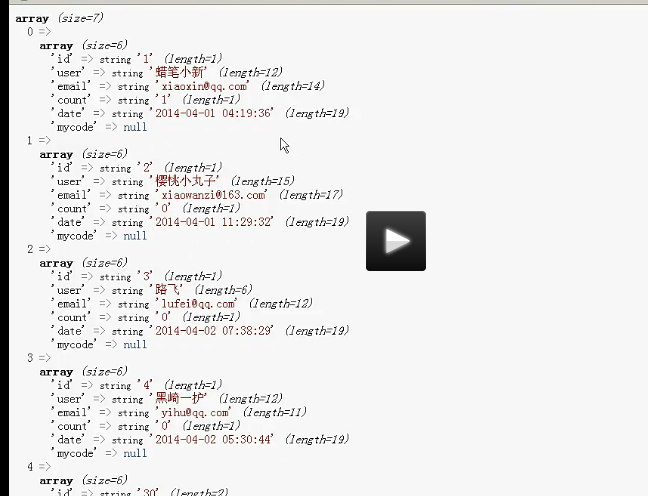 array (size=7)
0 =>
array (size=6)
'id' => string '1' (length=1)
'user' => string '蜡笔小新' (length=12)
'email' => string 'xiaoxin@qq.com' (length=14)
'count' => string '1' (length=1)
'date' => string '2014-04-01 04:19:36' (length=19)
'mycode' => null
1 =>
array (size=6)
'id' => string '2' (length=1)
'user' => string '樱桃小丸子' (length=15)
'email' => string 'xiaowanzi@163.com' (length=17)
'count' => string '0' (length=1)
'date' => string '2014-04-01 11:29:32' (length=19)
'mycode' => null
2 =>
array (size=6)
'id' => string '3' (length=1)
'user' => string '路飞' (length=6)
'email' => string 'lufei@qq.com' (length=12)
'count' => string '0' (length=1)
'date' => string '2014-04-02 07:38:29' (length=19)
'mycode' => null
3 =>
array (size=6)
'id' => string '4' (length=1)
'user' => string '黑崎一护' (length=12)
'email' => string 'yihu@qq.com' (length=11)
'count' => string '0' (length=1)
'date' => string '2014-04-02 05:30:44' (length=19)
'mycode' => null
4 =>
array (size=6)
'id' => string '30' (length=2)